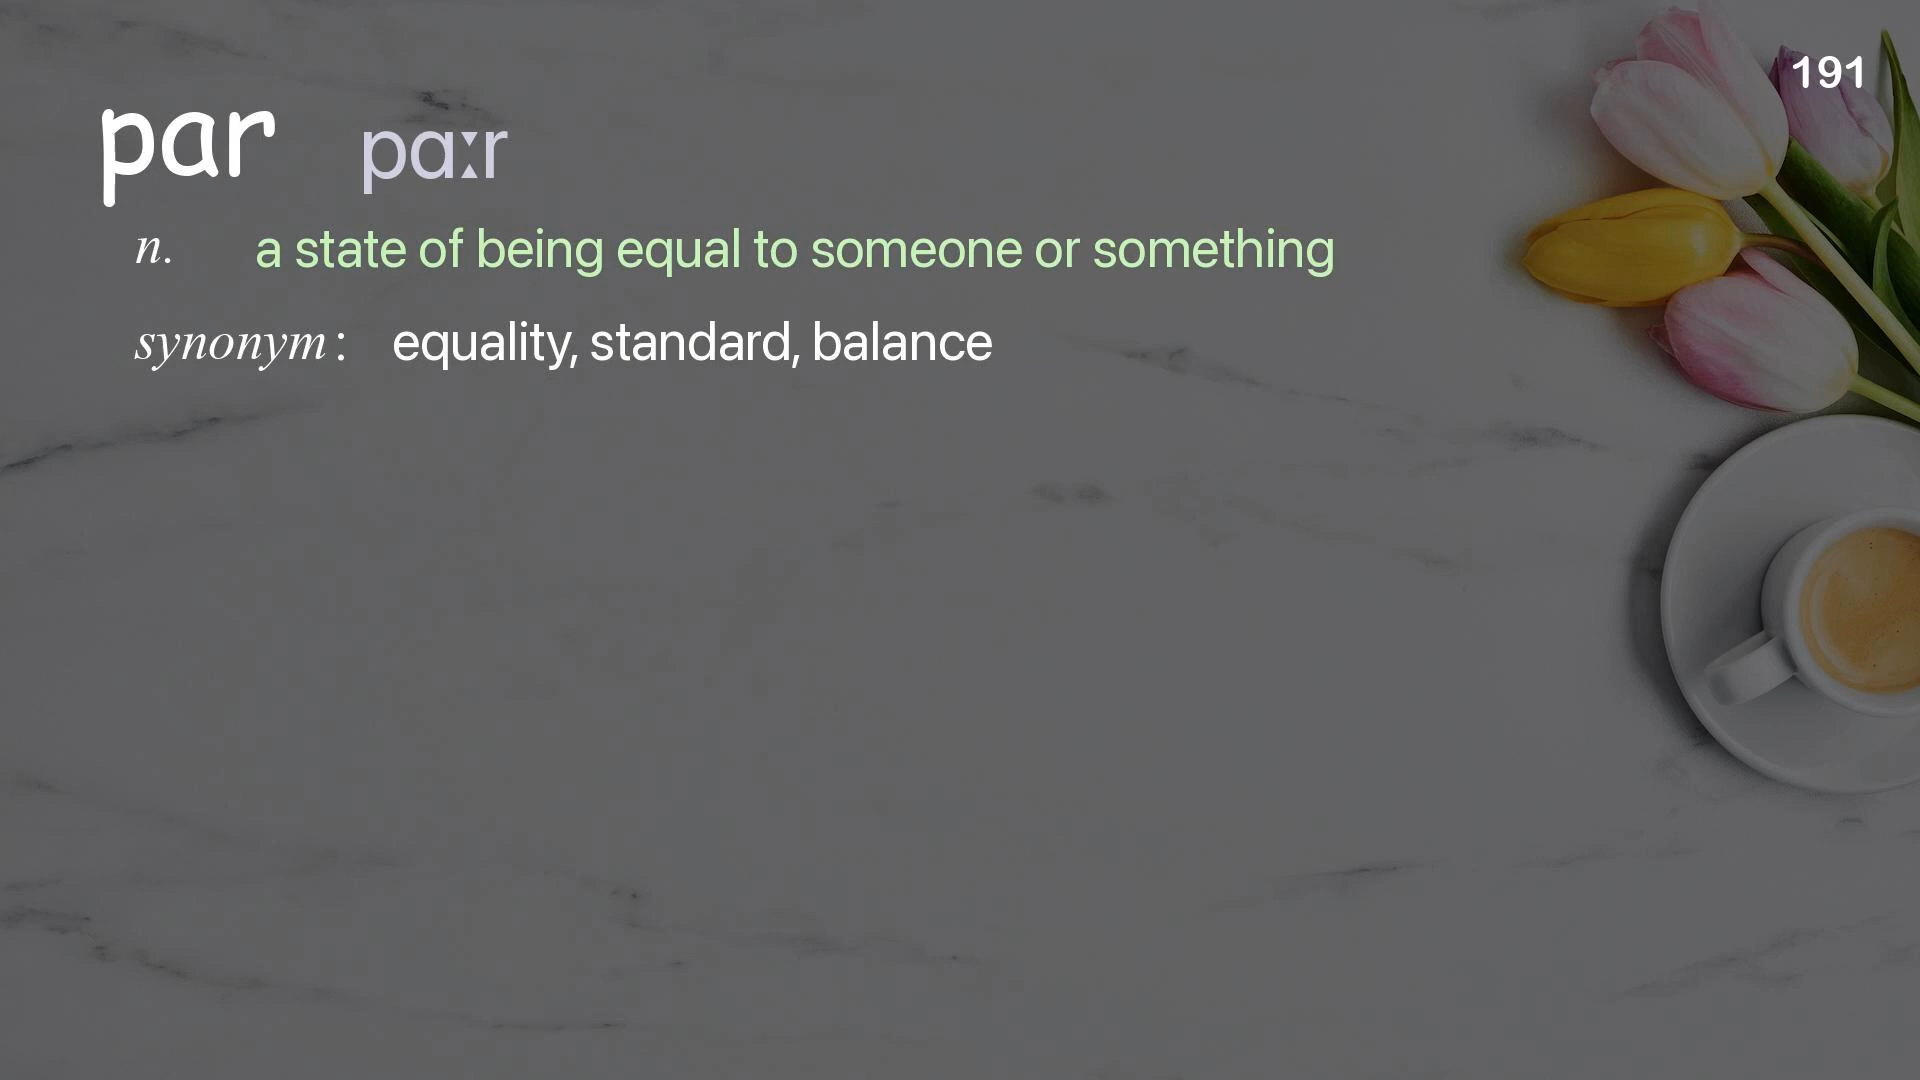 191
par pɑːr
n. a state of being equal to someone or something
synonym: equality, standard, balance